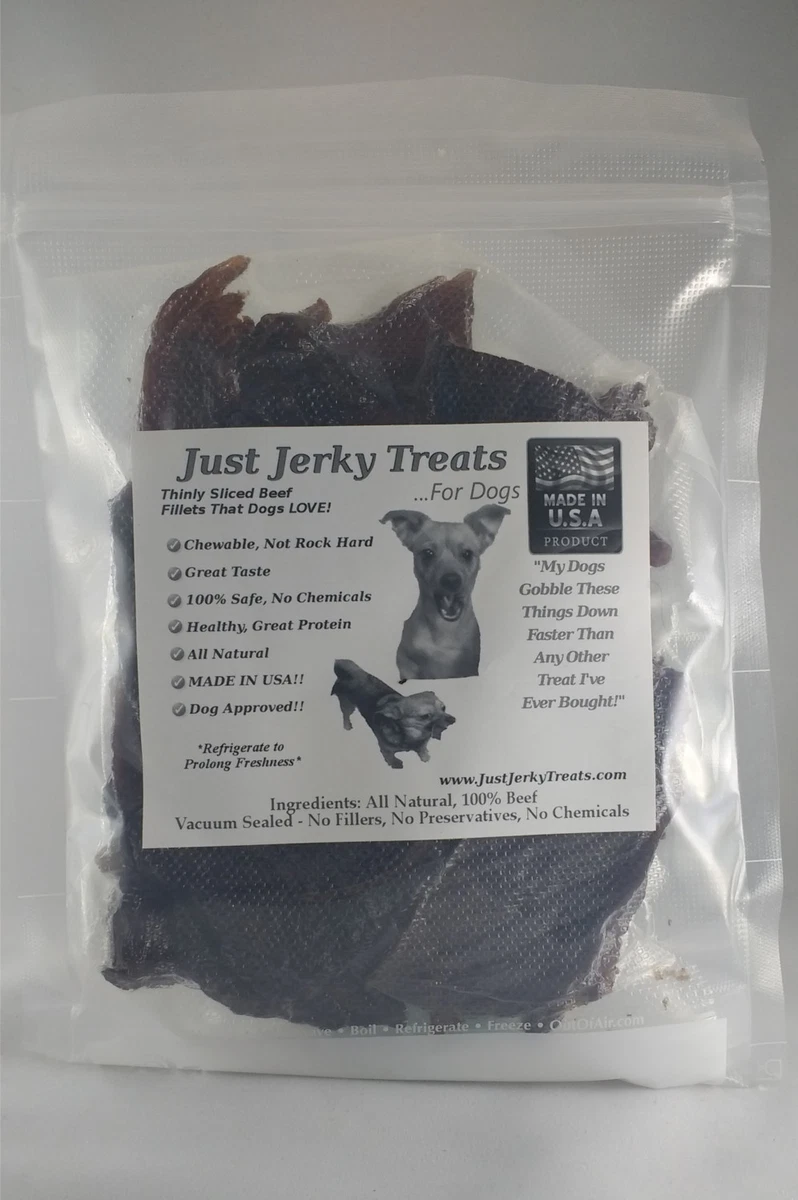 Just Jerky Treats
...For Dogs
Thinly Sliced Beef
Fillets That Dogs LOVE!
Chewable, Not Rock Hard
Great Taste
100% Safe, No Chemicals
Healthy, Great Protein
All Natural
MADE IN USA!!
Dog Approved!!
*Refrigerate to
Prolong Freshness*
MADE IN
U.S.A
PRODUCT
"My Dogs
Gobble These
Things Down
Faster Than
Any Other
Treat I've
Ever Bought!"
www.JustJerkyTreats.com
Ingredients: All Natural, 100% Beef
Vacuum Sealed - No Fillers, No Preservatives, No Chemicals
• Boil • Refrigerate • Freeze • OutOfAir.com